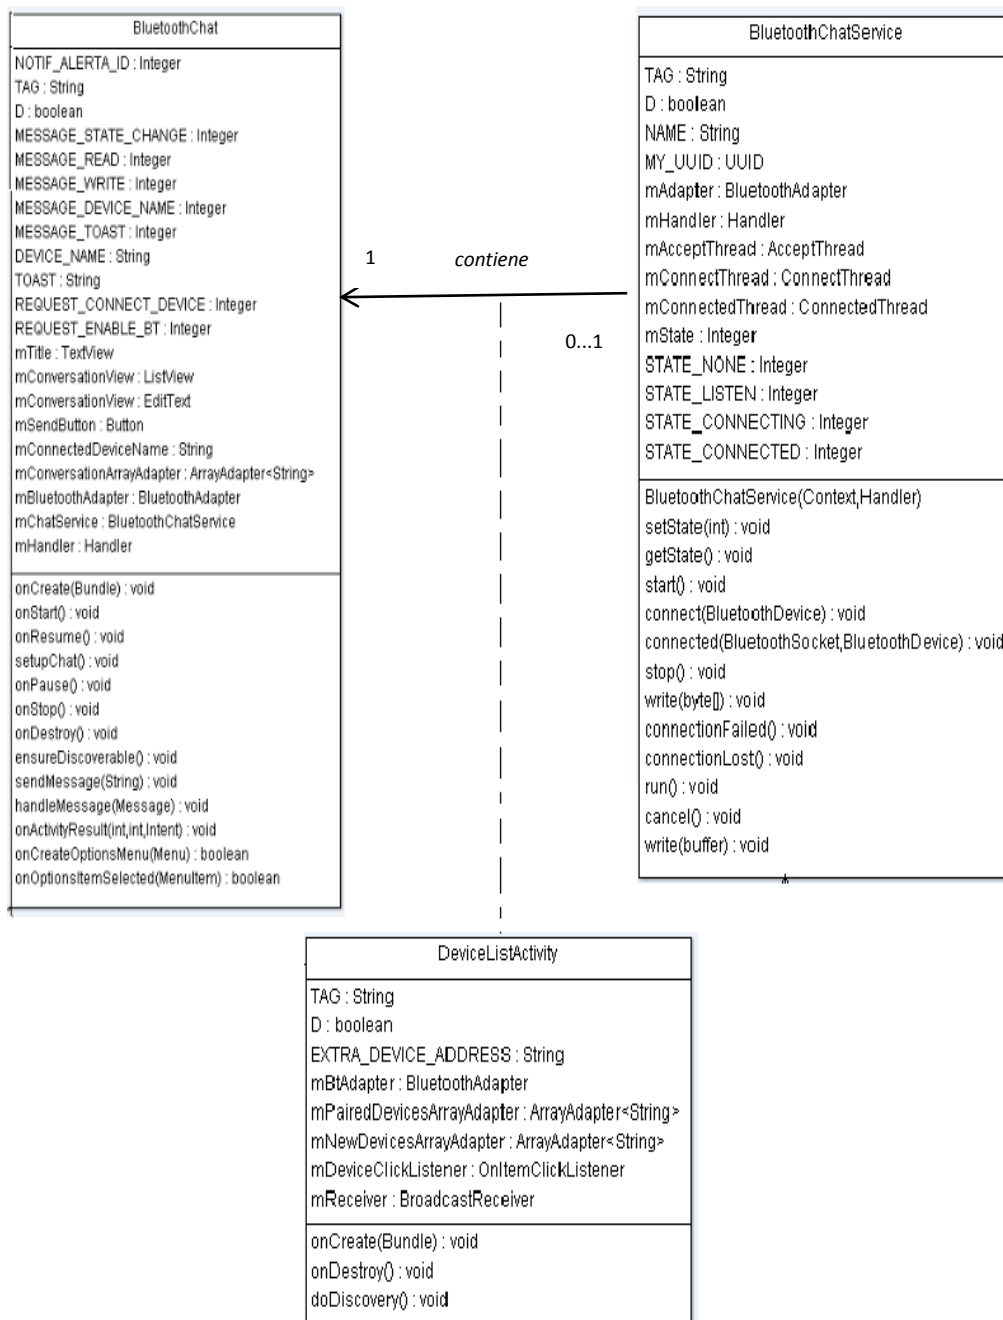 BluetoothChat
NOTIF_ALERTA_ID : Integer
TAG : String
D : boolean
MESSAGE_STATE_CHANGE : Integer
MESSAGE_READ : Integer
MESSAGE_WRITE : Integer
MESSAGE_DEVICE_NAME : Integer
MESSAGE_TOAST : Integer
DEVICE_NAME : String
TOAST : String
REQUEST_CONNECT_DEVICE : Integer
REQUEST_ENABLE_BT : Integer
mTitle : TextView
mConversationView : ListView
mConversationView : EditText
mSendButton : Button
mConnectedDeviceName : String
mConversationArrayAdapter : ArrayAdapter<String>
mBluetoothAdapter : BluetoothAdapter
mChatService : BluetoothChatService
mHandler : Handler
onCreate(Bundle) : void
onStart() : void
onResume() : void
setupChat() : void
onPause() : void
onStop() : void
onDestroy() : void
ensureDiscoverable() : void
sendMessage(String) : void
handleMessage(Message) : void
onActivityResult(int,int,Intent) : void
onCreateOptionsMenu(Menu) : boolean
onOptionsItemSelected(MenuItem) : boolean
1
contiene
0...1
BluetoothChatService
TAG : String
D : boolean
NAME : String
MY_UUID : UUID
mAdapter : BluetoothAdapter
mHandler : Handler
mAcceptThread : AcceptThread
mConnectThread : ConnectThread
mConnectedThread : ConnectedThread
mState : Integer
STATE_NONE : Integer
STATE_LISTEN : Integer
STATE_CONNECTING : Integer
STATE_CONNECTED : Integer
BluetoothChatService(Context,Handler)
setState(int) : void
getState() : void
start() : void
connect(BluetoothDevice) : void
connected(BluetoothSocket,BluetoothDevice) : void
stop() : void
write(byte[]) : void
connectionFailed() : void
connectionLost() : void
run() : void
cancel() : void
write(buffer) : void
DeviceListActivity
TAG : String
D : boolean
EXTRA_DEVICE_ADDRESS : String
mBtAdapter : BluetoothAdapter
mPairedDevicesArrayAdapter : ArrayAdapter<String>
mNewDevicesArrayAdapter : ArrayAdapter<String>
mDeviceClickListener : OnItemClickListener
mReceiver : BroadcastReceiver
onCreate(Bundle) : void
onDestroy() : void
doDiscovery() : void